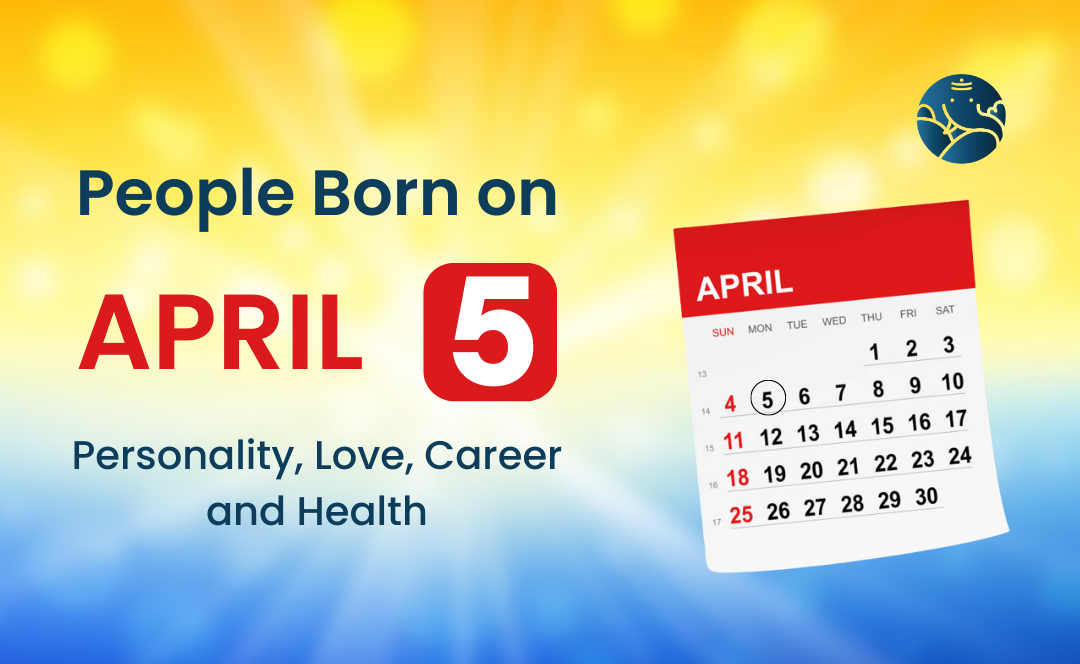 People Born on
APRIL 5
Personality, Love, Career
and Health
APRIL
SUN MON TUE WED THU FRI SAT
13 1 2 3
14 4 5 6 7 8 9 10
15 11 12 13 14 15 16 17
16 18 19 20 21 22 23 24
17 25 26 27 28 29 30